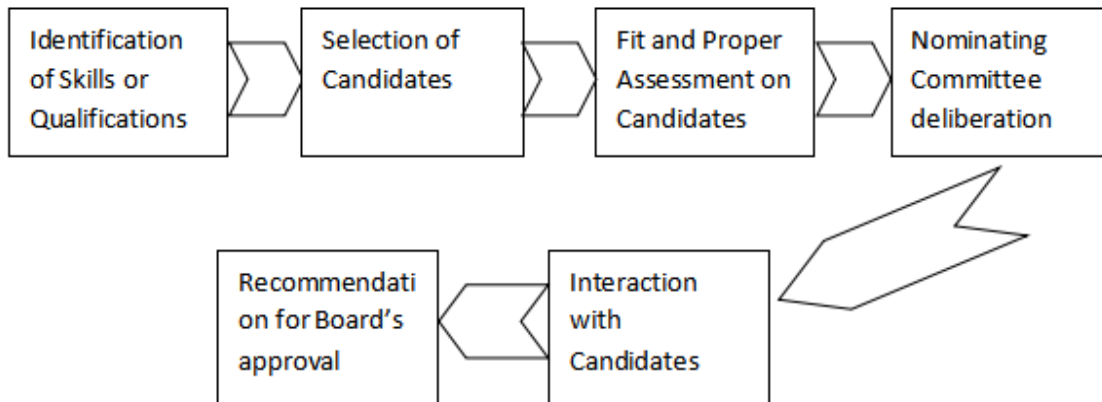 Identification
of Skills or
Qualifications
Selection of
Candidates
Fit and Proper
Assessment on
Candidates
Nominating
Committee
deliberation
Interaction
with
Candidates
Recommendati
on for Board’s
approval